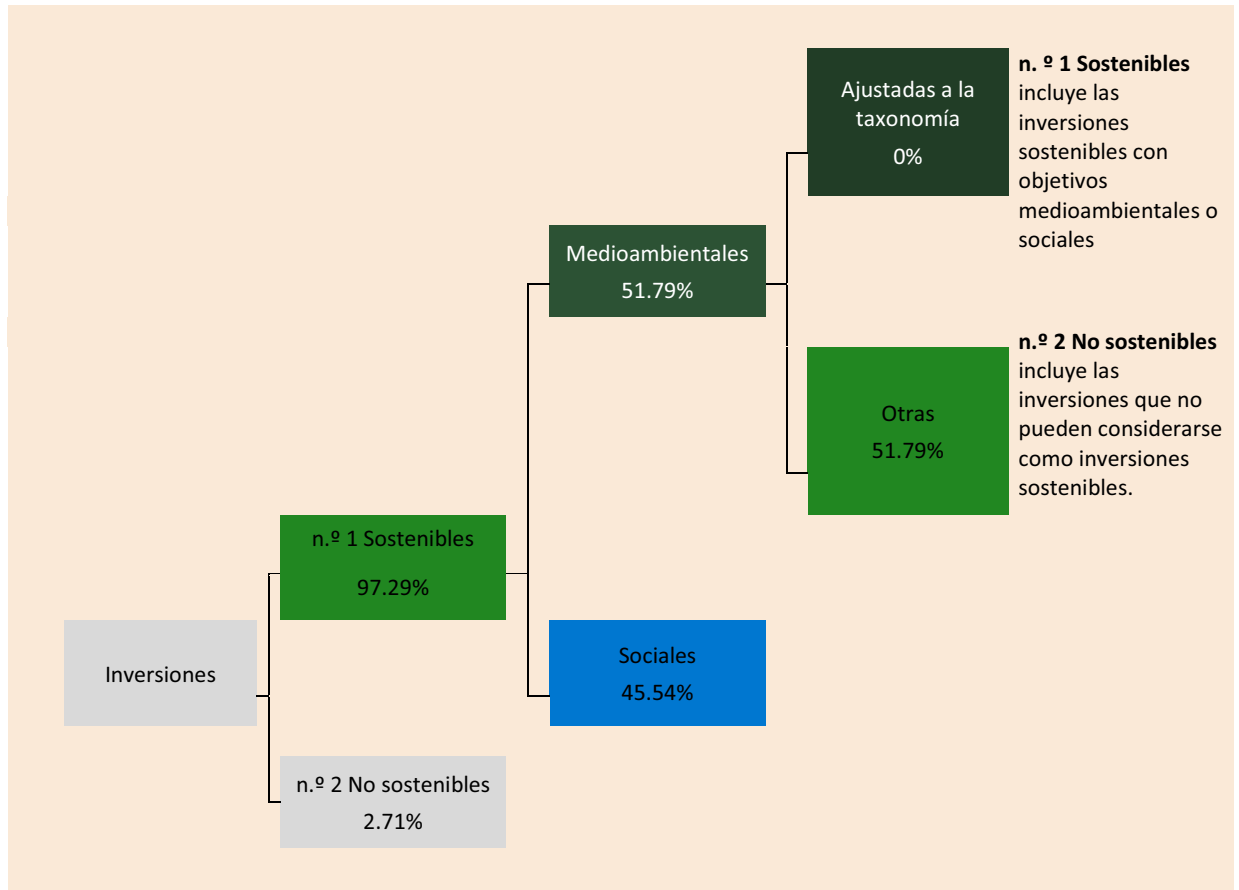 Ajustadas a la
taxonomía
0%
n. º 1 Sostenibles
incluye las
inversiones
sostenibles con
objetivos
medioambientales o
sociales
Medioambientales
51.79%
n.º 2 No sostenibles
incluye las
inversiones que no
pueden considerarse
como inversiones
sostenibles.
Otras
51.79%
n.º 1 Sostenibles
97.29%
Inversiones
Sociales
45.54%
n.º 2 No sostenibles
2.71%